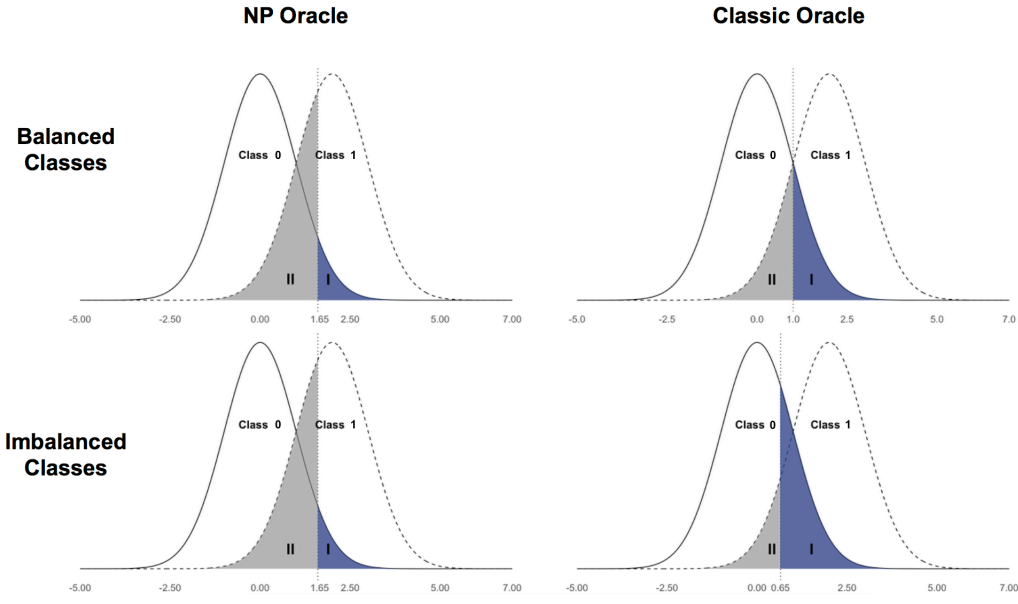 NP Oracle
Classic Oracle
Balanced
Classes
Class 0
Class 1
II
I
-5.00
-2.50
0.00
1.65
2.50
5.00
7.00
Class 0
Class 1
II
I
-5.0
-2.5
0.0
1.0
2.5
5.0
7.0
Imbalanced
Classes
Class 0
Class 1
II
I
-5.00
-2.50
0.00
1.65
2.50
5.00
7.00
Class 0
Class 1
II
I
-5.00
-2.50
0.00
0.65
2.50
5.00
7.00